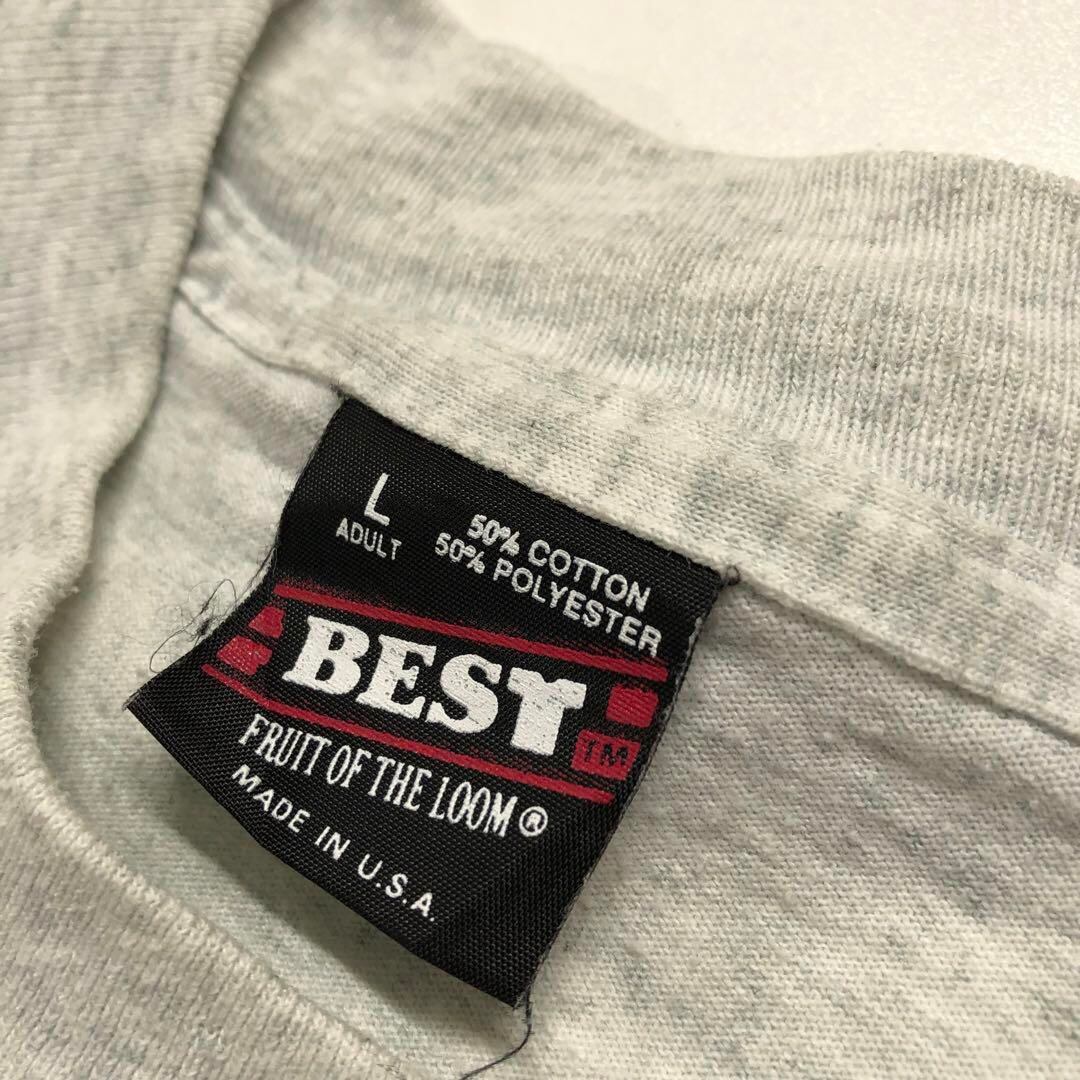 L
ADULT
50% COTTON
50% POLYESTER
BEST
TM
FRUIT OF THE LOOM®
MADE IN U.S.A.